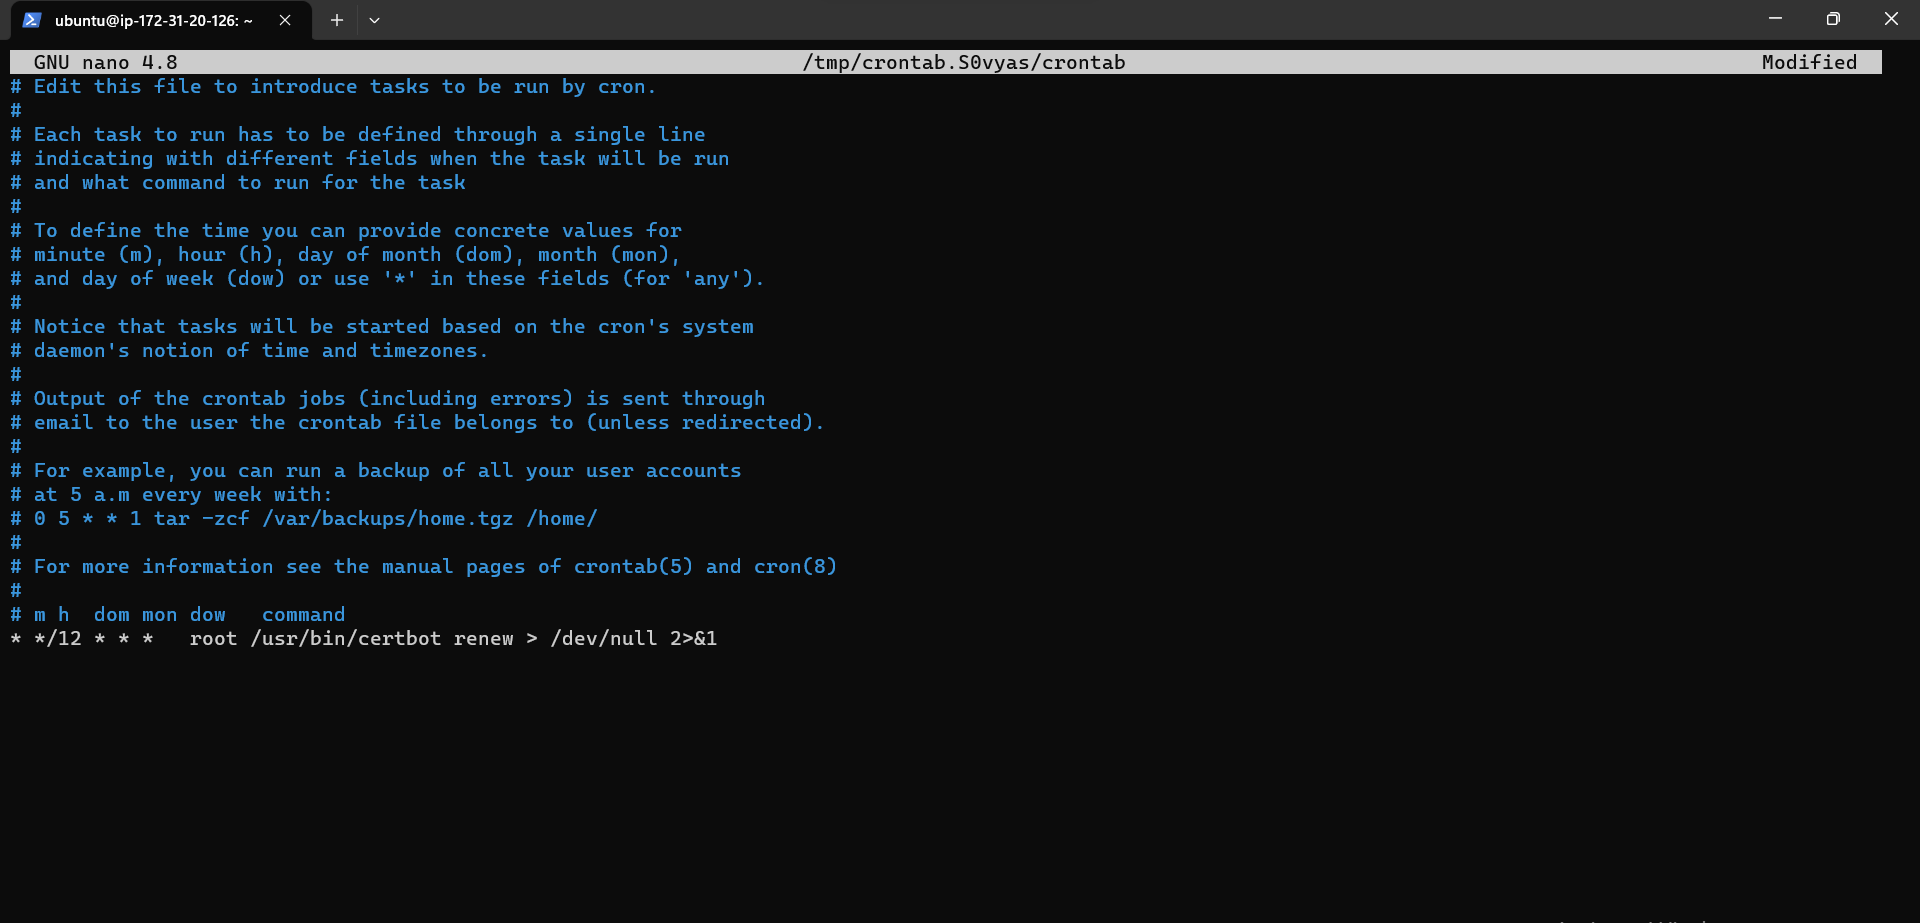 ubuntu@ip-172-31-20-126: ~
GNU nano 4.8 /tmp/crontab.S0vyas/crontab Modified
# Edit this file to introduce tasks to be run by cron.
#
# Each task to run has to be defined through a single line
# indicating with different fields when the task will be run
# and what command to run for the task
#
# To define the time you can provide concrete values for
# minute (m), hour (h), day of month (dom), month (mon),
# and day of week (dow) or use '*' in these fields (for 'any').
#
# Notice that tasks will be started based on the cron's system
# daemon's notion of time and timezones.
#
# Output of the crontab jobs (including errors) is sent through
# email to the user the crontab file belongs to (unless redirected).
#
# For example, you can run a backup of all your user accounts
# at 5 a.m every week with:
# 0 5 * * 1 tar -zcf /var/backups/home.tgz /home/
#
# For more information see the manual pages of crontab(5) and cron(8)
#
# m h  dom mon dow   command
* */12 * * *   root /usr/bin/certbot renew > /dev/null 2>&1